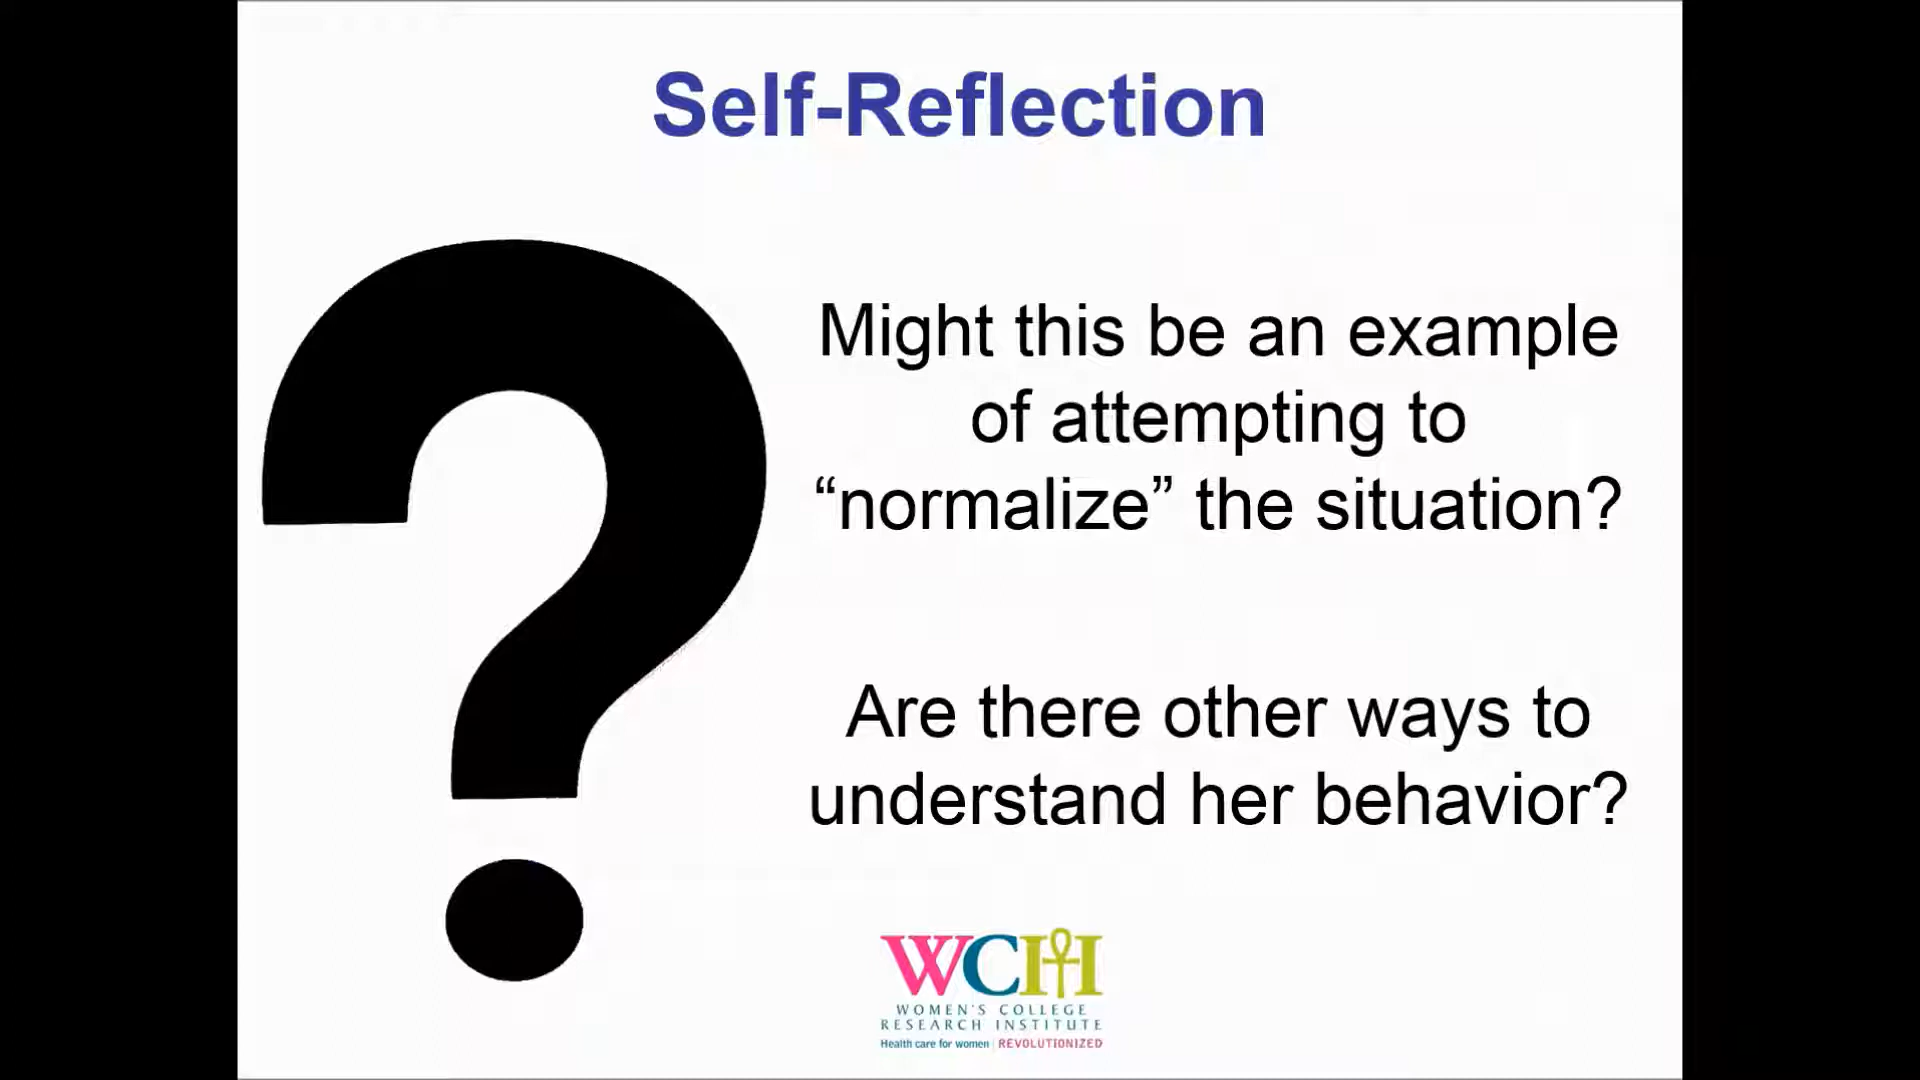 Self-Reflection
Might this be an example
of attempting to
“normalize” the situation?
Are there other ways to
understand her behavior?
WCH
WOMEN'S COLLEGE
RESEARCH INSTITUTE
Health care for women | REVOLUTIONIZED